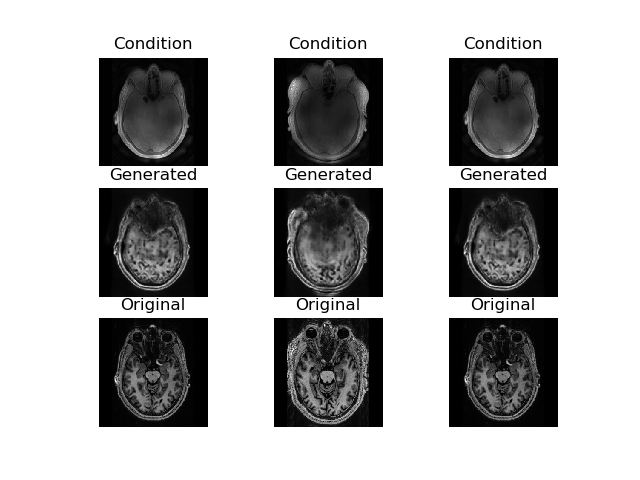 Condition Condition Condition
Generated Generated Generated
Original Original Original